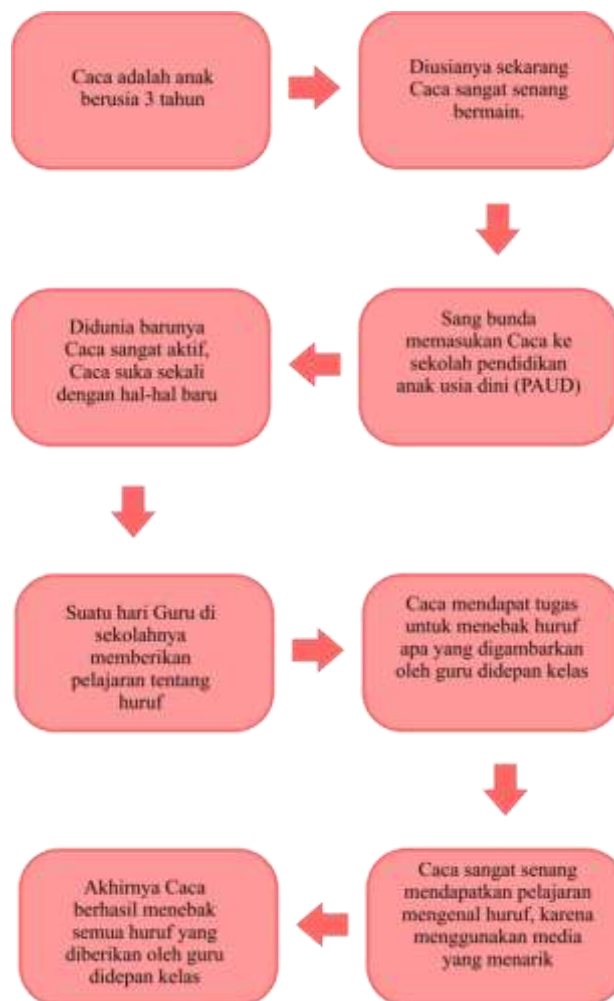 Caca adalah anak
berusia 3 tahun
Diusianya sekarang
Caca sangat senang
bermain.
Sang bunda
memasukan Caca ke
sekolah pendidikan
anak usia dini (PAUD)
Didunia barunya
Caca sangat aktif,
Caca suka sekali
dengan hal-hal baru
Suatu hari Guru di
sekolahnya
memberikan
pelajaran tentang
huruf
Caca mendapat tugas
untuk menebak huruf
apa yang digambarkan
oleh guru didepan kelas
Caca sangat senang
mendapatkan pelajaran
mengenal huruf, karena
menggunakan media
yang menarik
Akhirnya Caca
berhasil menebak
semua huruf yang
diberikan oleh guru
didepan kelas